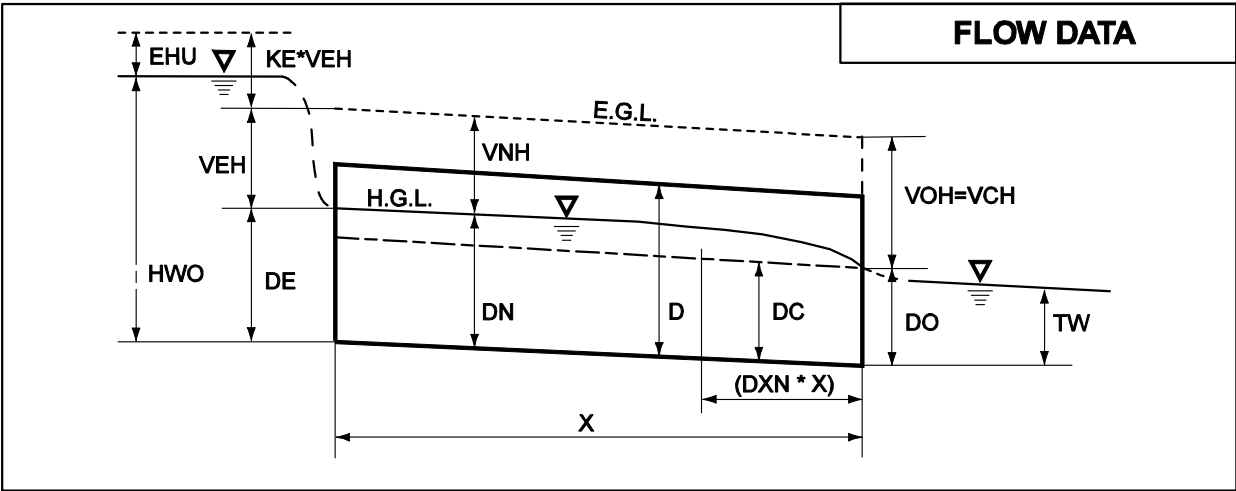 FLOW DATA
EHU
KE*VEH
E.G.L.
VNH
VEH
VOH=VCH
H.G.L.
HWO
DE
DN
D
DC
DO
TW
(DXN * X)
X